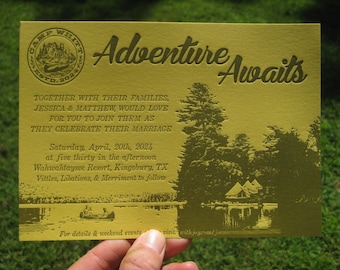 CAMP WHITE
ESTD. 2024
Adventure
Awaits
TOGETHER WITH THEIR FAMILIES,
JESSICA & MATTHEW, WOULD LOVE
FOR YOU TO JOIN THEM AS
THEY CELEBRATE THEIR MARRIAGE
Saturday, April, 20th, 2024
at five thirty in the afternoon
Wahwahtaysee Resort, Kingsbury, TX
Vittles, Libations, & Merriment to follow
For details & weekend events